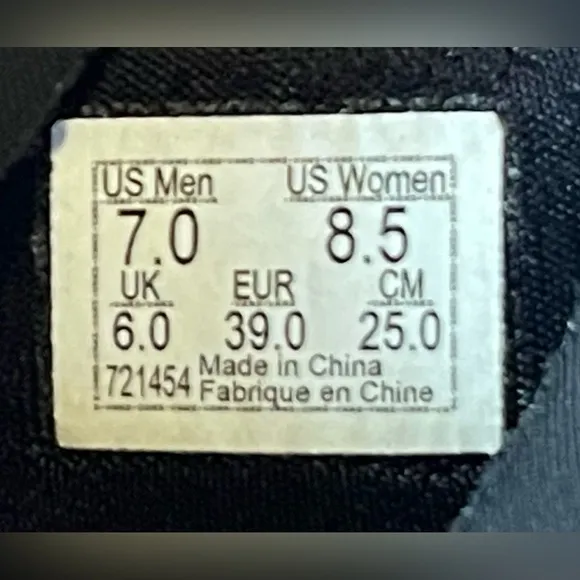 US Men US Women
7.0 8.5
UK EUR CM
6.0 39.0 25.0
721454 Made in China
Fabrique en Chine